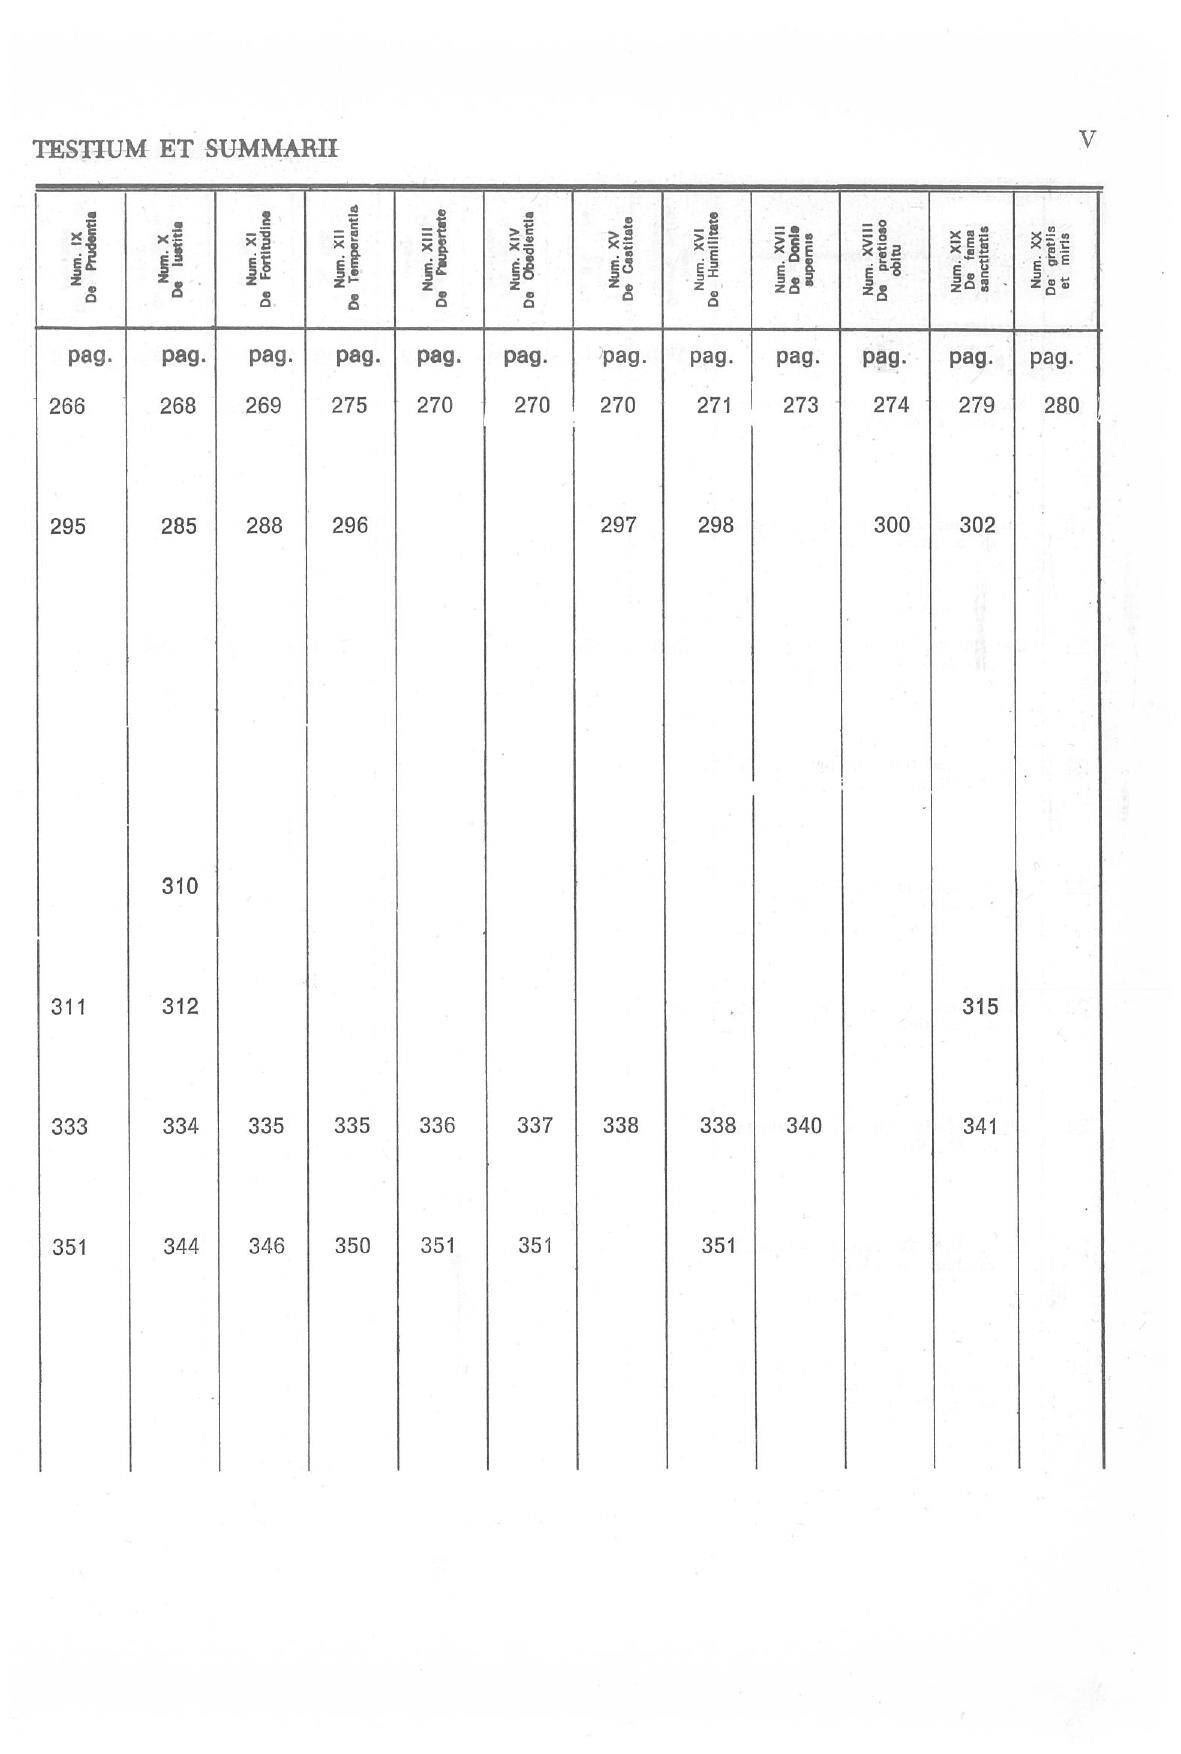 TESTIUM ET SUMMARII V
Num. IX
De Prudentia
Num. X
De Iustitia
Num. XI
De Fortitudine
Num. XII
De Temperantia
Num. XIII
De Paupertate
Num. XIV
De Obedientia
Num. XV
De Castitate
Num. XVI
De Humilitate
Num. XVII
De Donis
supernis
Num. XVIII
De pretioso
obitu
Num. XIX
De fama
sanctitatis
Num. XX
De gratiis
et miris
pag. pag. pag. pag. pag. pag. pag. pag. pag. pag. pag. pag.
266 268 269 275 270 270 270 271 273 274 279 280
295 285 288 296 297 298 300 302
310
311 312 315
333 334 335 335 336 337 338 338 340 341
351 344 346 350 351 351 351